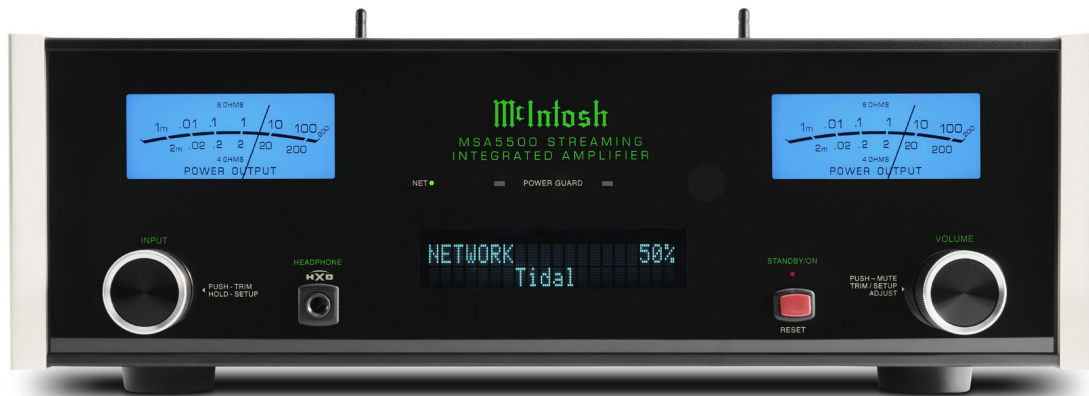 8 OHMS
1m .01 .1 1 10 100 200
2m .02 .2 2 20 200
4 OHMS
POWER OUTPUT
McIntosh
MSA5500 STREAMING
INTEGRATED AMPLIFIER
8 OHMS
1m .01 .1 1 10 100 200
2m .02 .2 2 20 200
4 OHMS
POWER OUTPUT
NET
POWER GUARD
NETWORK 50%
Tidal
INPUT
PUSH - TRIM
HOLD - SETUP
HEADPHONE
HXD
STANDBY/ON
RESET
VOLUME
PUSH – MUTE
TRIM / SETUP
ADJUST